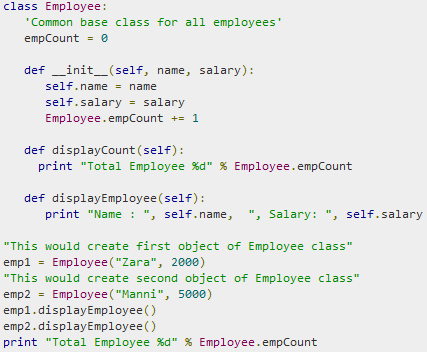 class Employee:
   'Common base class for all employees'
   empCount = 0

   def __init__(self, name, salary):
      self.name = name
      self.salary = salary
      Employee.empCount += 1

   def displayCount(self):
     print "Total Employee %d" % Employee.empCount

   def displayEmployee(self):
      print "Name : ", self.name,  ", Salary: ", self.salary

"This would create first object of Employee class"
emp1 = Employee("Zara", 2000)
"This would create second object of Employee class"
emp2 = Employee("Manni", 5000)
emp1.displayEmployee()
emp2.displayEmployee()
print "Total Employee %d" % Employee.empCount